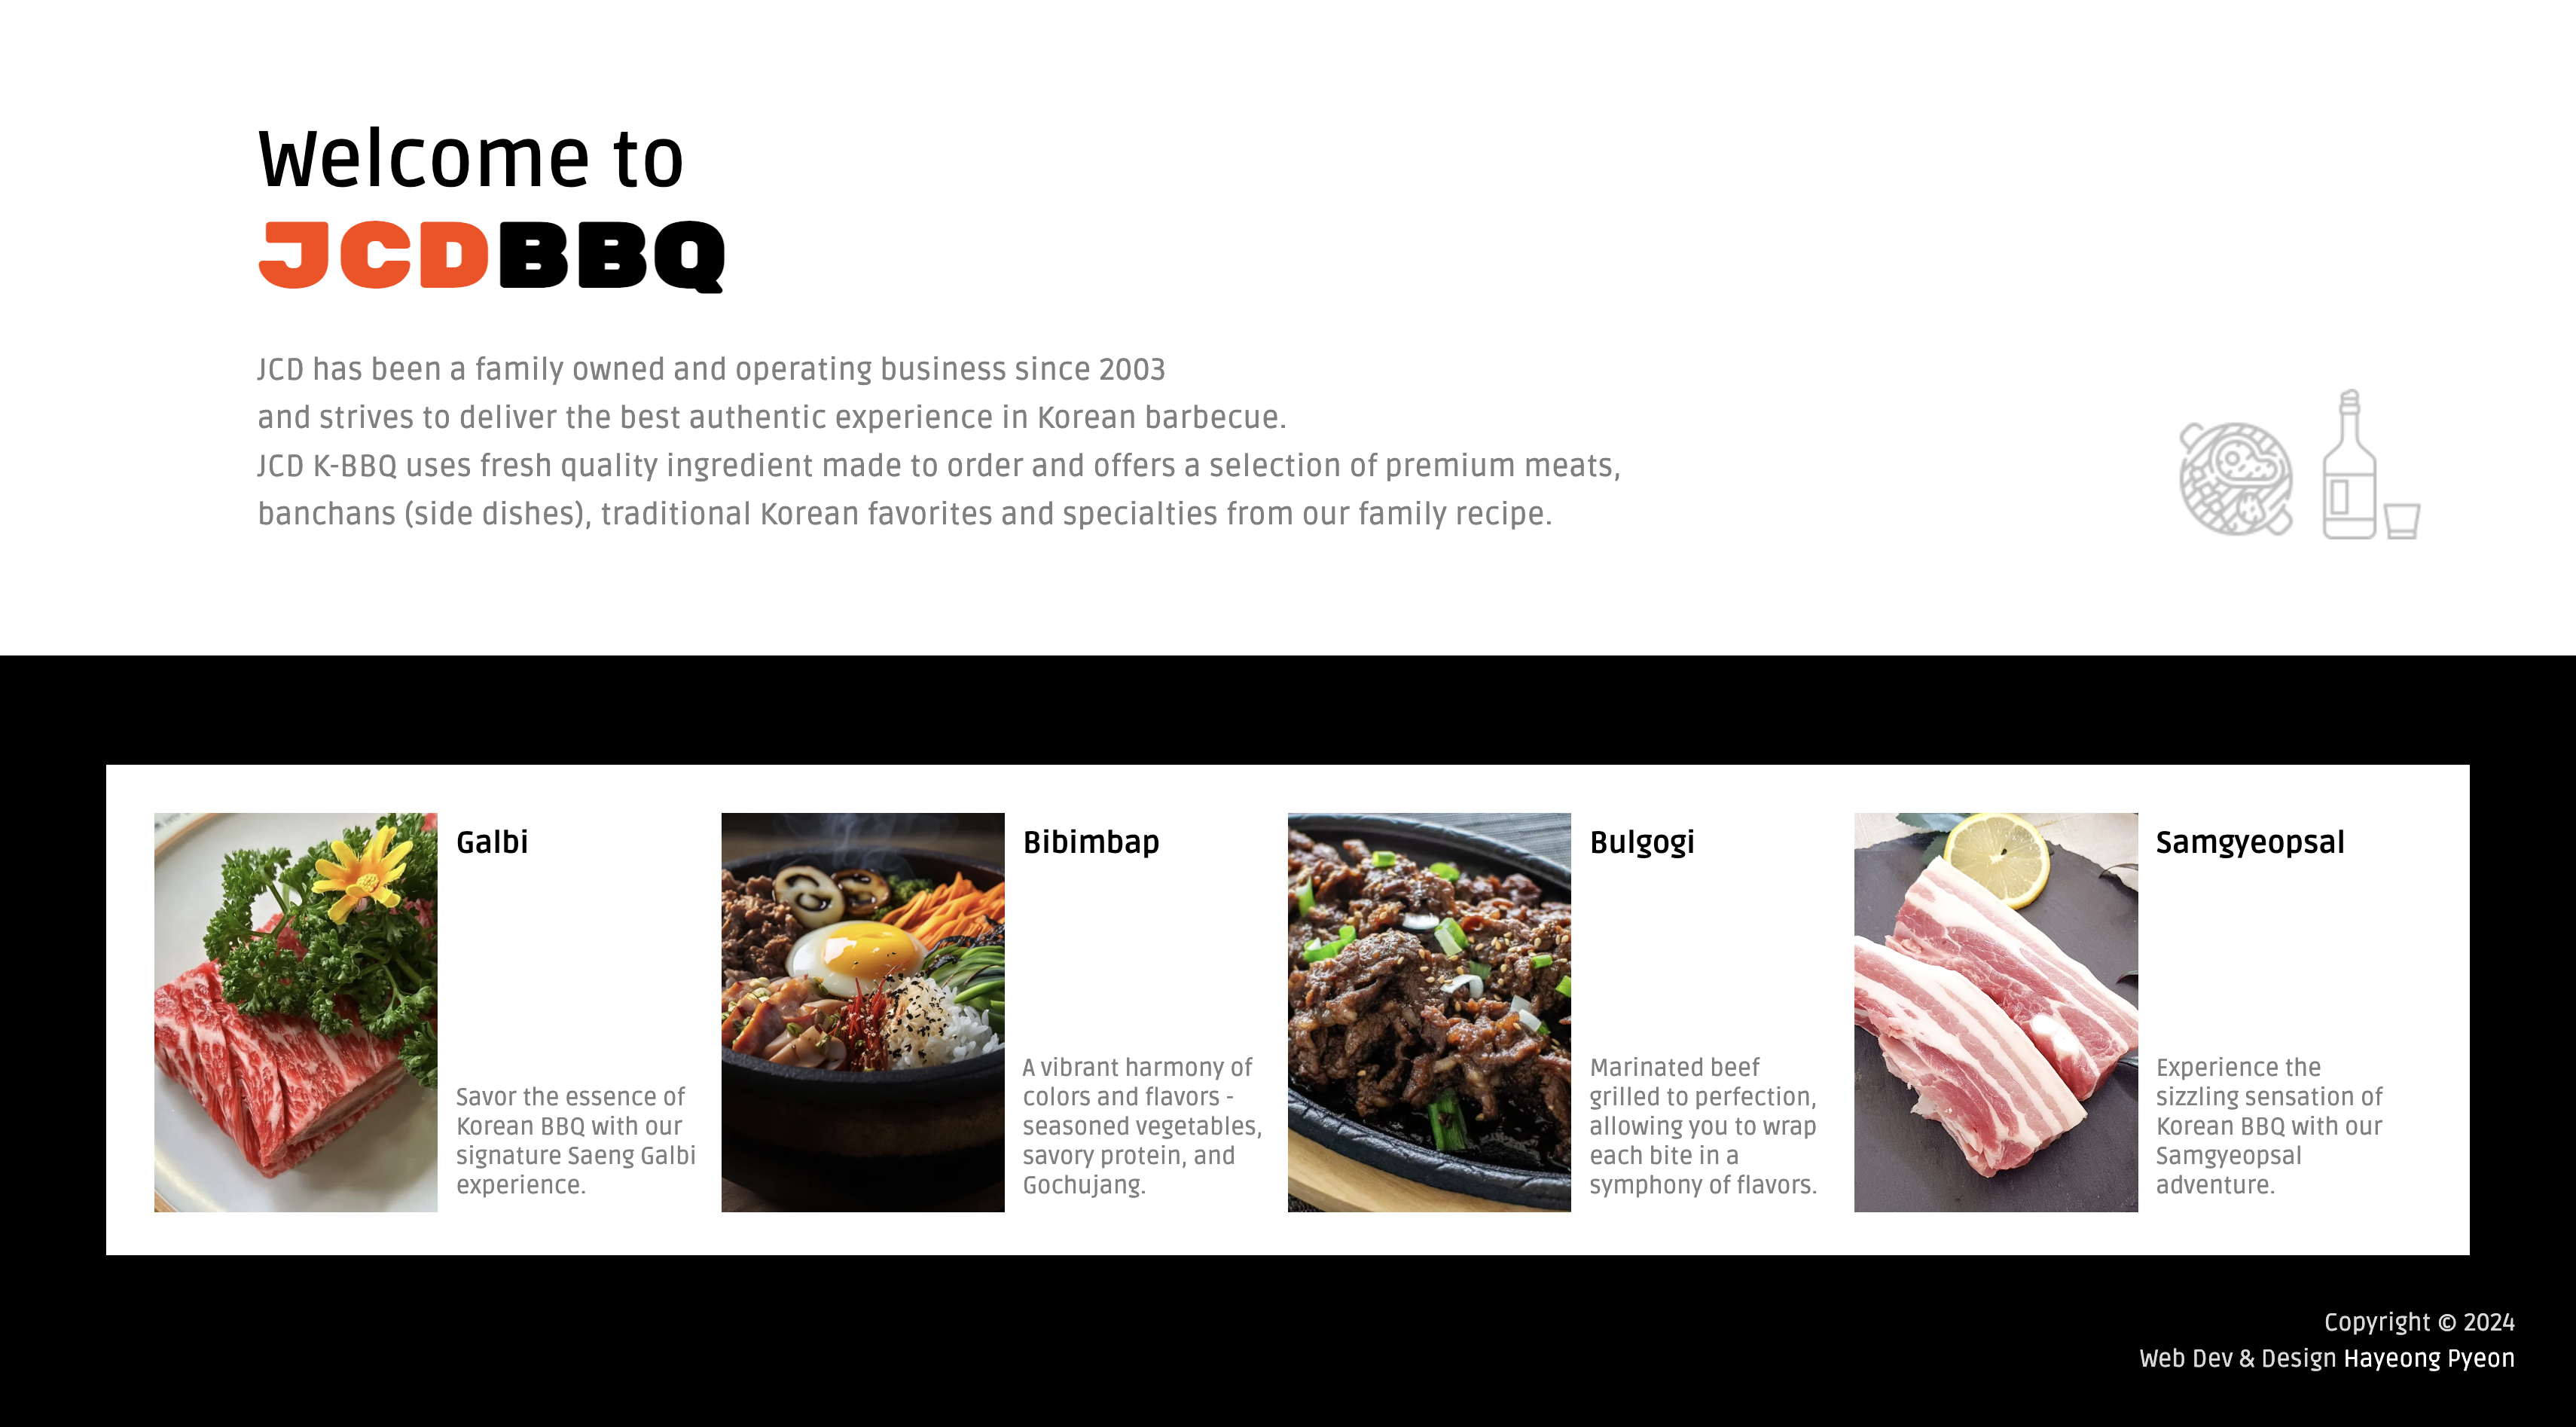 Welcome to
JCDBBQ
JCD has been a family owned and operating business since 2003
and strives to deliver the best authentic experience in Korean barbecue.
JCD K-BBQ uses fresh quality ingredient made to order and offers a selection of premium meats,
banchans (side dishes), traditional Korean favorites and specialties from our family recipe.
Galbi
Savor the essence of
Korean BBQ with our
signature Saeng Galbi
experience.
Bibimbap
A vibrant harmony of
colors and flavors -
seasoned vegetables,
savory protein, and
Gochujang.
Bulgogi
Marinated beef
grilled to perfection,
allowing you to wrap
each bite in a
symphony of flavors.
Samgyeopsal
Experience the
sizzling sensation of
Korean BBQ with our
Samgyeopsal
adventure.
Copyright © 2024
Web Dev & Design Hayeong Pyeon